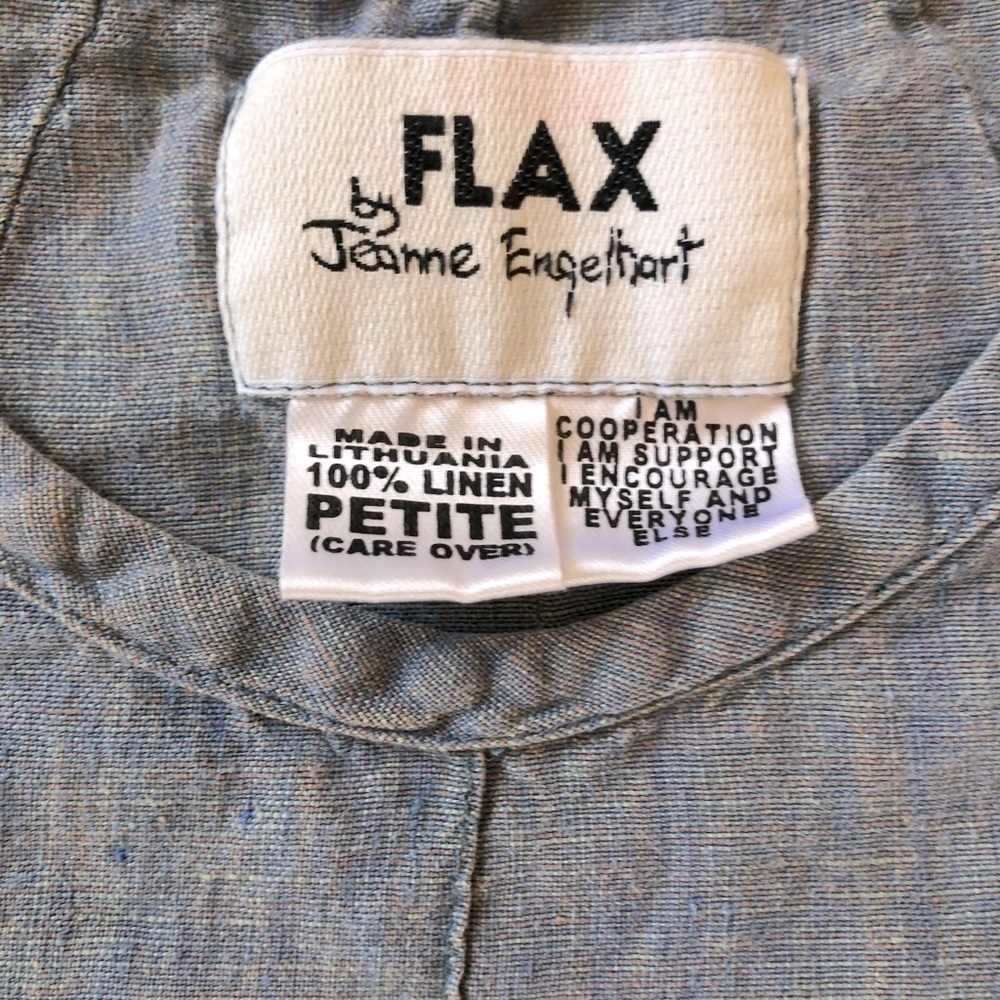 FLAX
by
Jeanne Engelhart
MADE IN
LITHUANIA
100% LINEN
PETITE
(CARE OVER)
I AM
COOPERATION
I AM SUPPORT
I ENCOURAGE
MYSELF AND
EVERYONE
ELSE